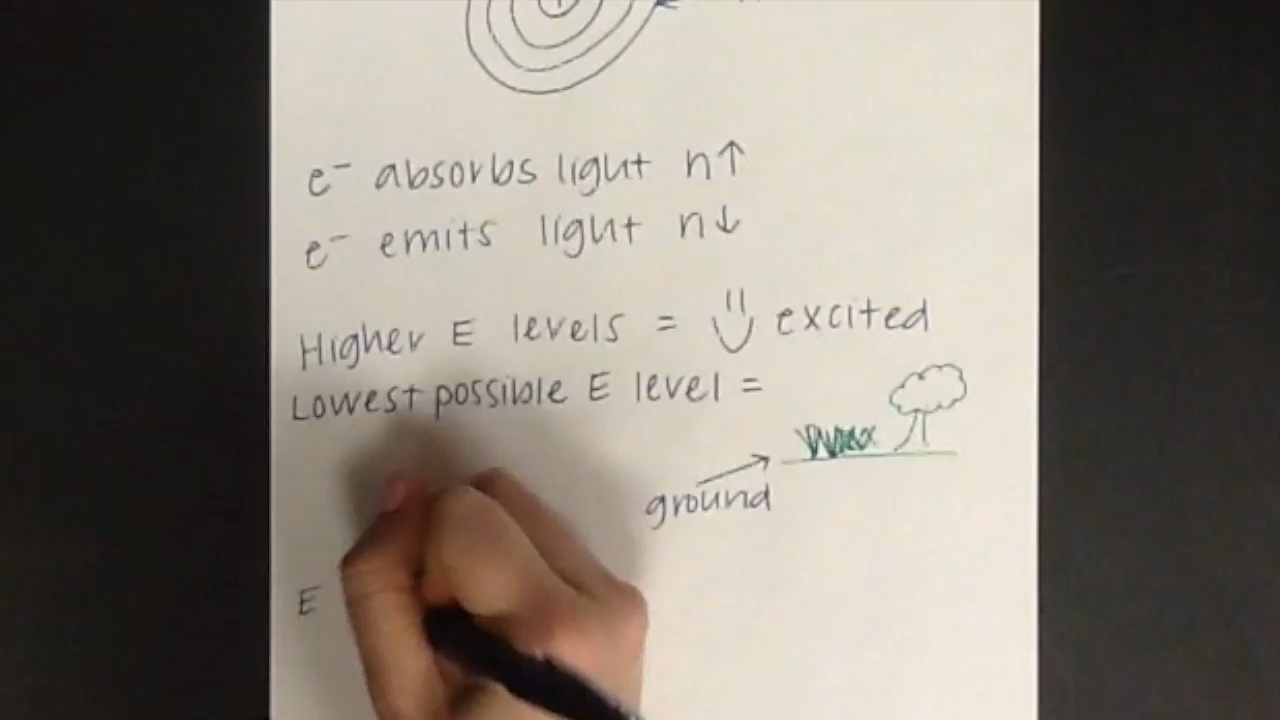 e⁻ absorbs light n↑
e⁻ emits light n↓
Higher E levels = excited
Lowest possible E level =
ground
E